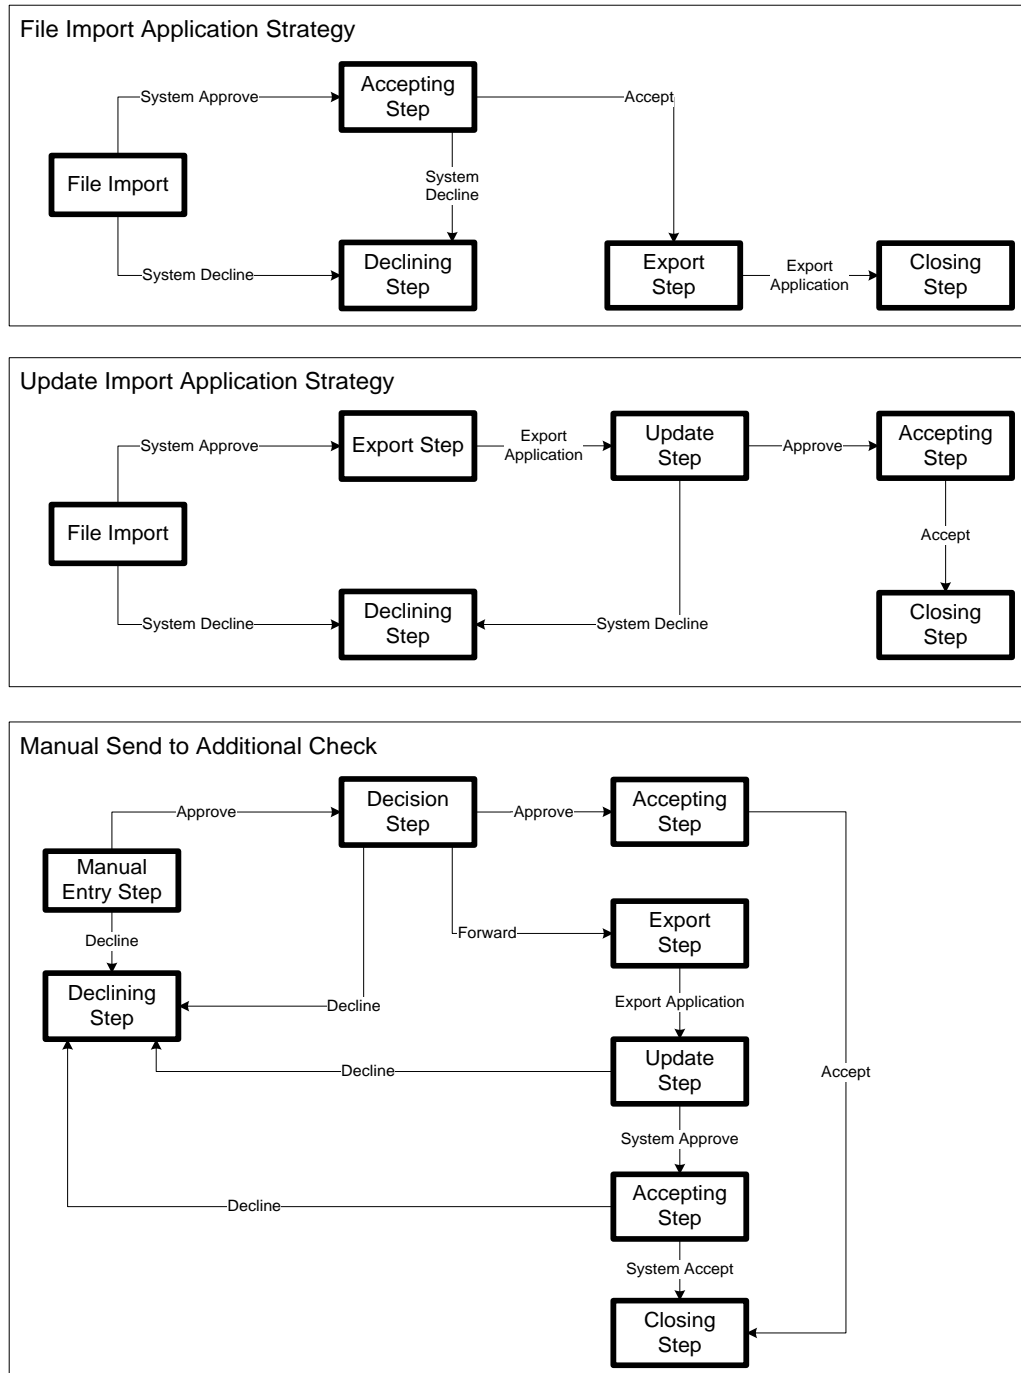 File Import Application Strategy
Accepting
Step
System Approve
Accept
File Import
System
Decline
System Decline
Declining
Step
Export
Step
Export
Application
Closing
Step
Update Import Application Strategy
System Approve
Export Step
Export
Application
Update
Step
Approve
Accepting
Step
File Import
Accept
System Decline
Declining
Step
System Decline
Closing
Step
Manual Send to Additional Check
Approve
Decision
Step
Approve
Accepting
Step
Manual
Entry Step
Forward
Export
Step
Decline
Declining
Step
Decline
Export Application
Decline
Update
Step
Accept
System Approve
Decline
Accepting
Step
System Accept
Closing
Step